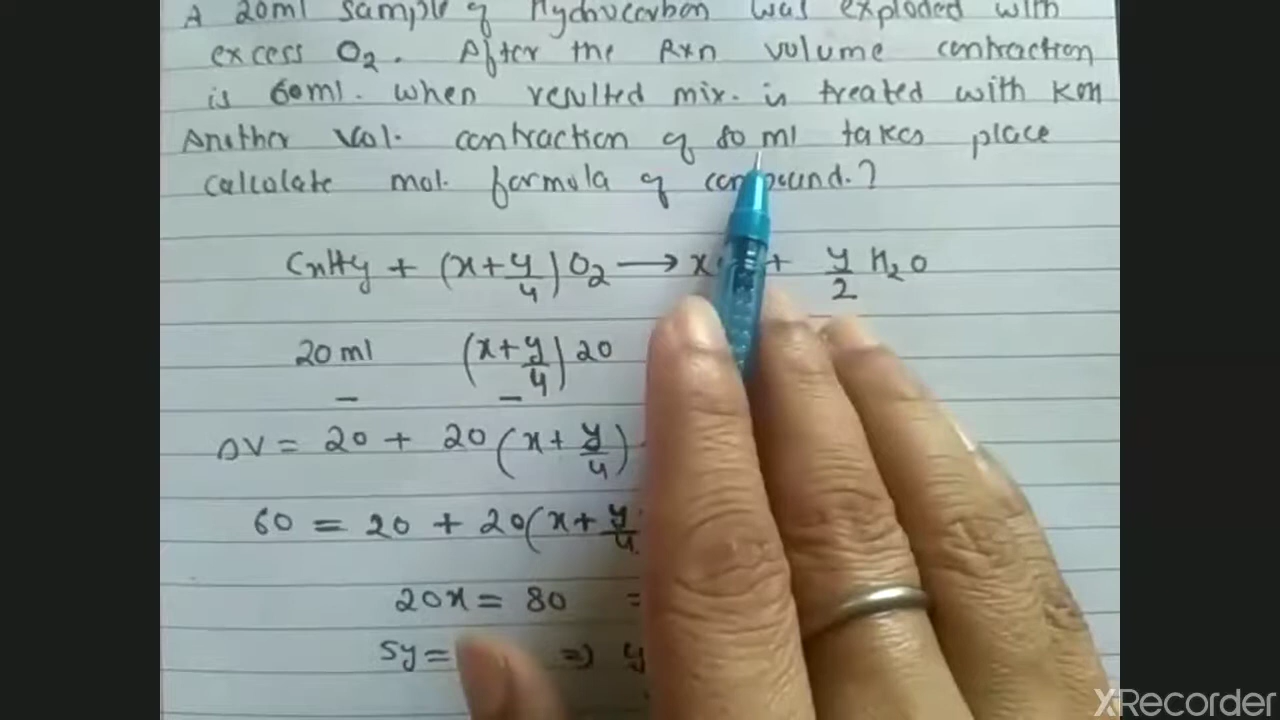 A 20ml sample of Hydrocarbon was exploded with
excess O2. After the Rxn volume contraction
is 60ml. when resulted mix. is treated with KOH
Another Vol. contraction of 80 ml takes place
calculate mol. formula of compound.?
CxHy + (x+y/4)O2 ⟶ x + y/2 H2O
20ml (x+y/4)20
ΔV = 20 + 20(x+y/4)
60 = 20 + 20(x+y/4
20x = 80 =
5y= ⇒ y
XRecorder